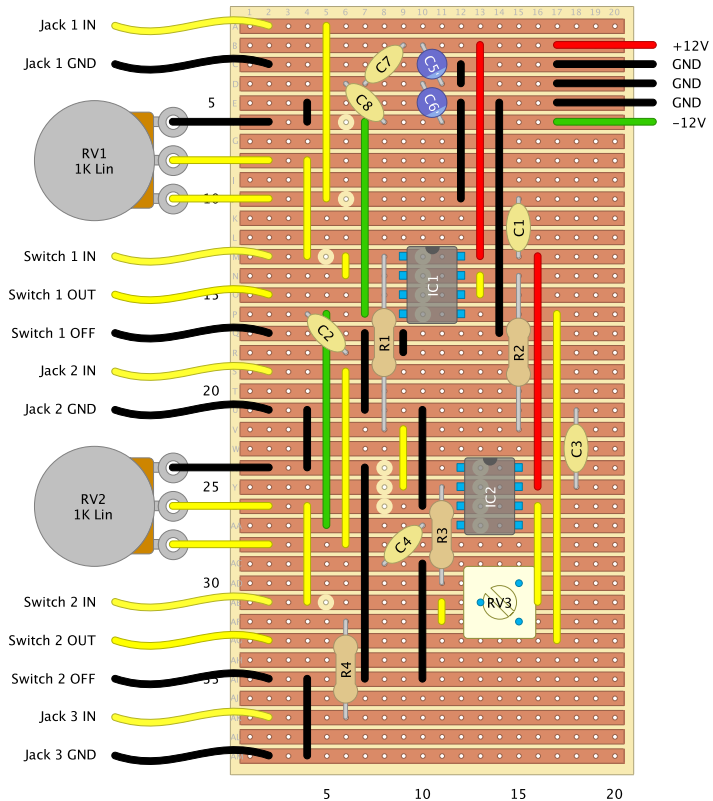 Jack 1 IN
+12V
Jack 1 GND
GND
C7
C5
GND
5
C8
C6
GND
–12V
RV1
1K Lin
10
C1
Switch 1 IN
IC1
Switch 1 OUT
15
Switch 1 OFF
C2
R1
R2
Jack 2 IN
20
Jack 2 GND
C3
25
RV2
1K Lin
IC2
R3
C4
30
Switch 2 IN
RV3
Switch 2 OUT
R4
Switch 2 OFF
35
Jack 3 IN
Jack 3 GND
5
10
15
20